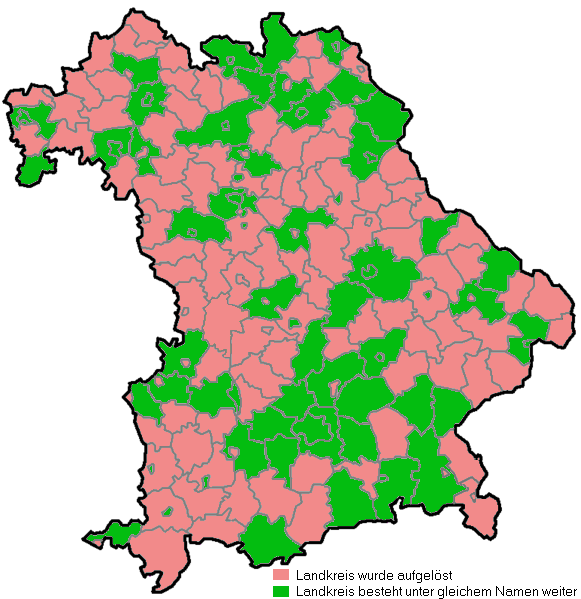 Landkreis wurde aufgelöst
Landkreis besteht unter gleichem Namen weiter